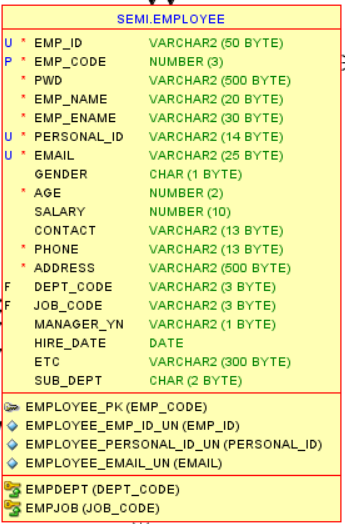 SEMI.EMPLOYEE
U * EMP_ID VARCHAR2 (50 BYTE)
P * EMP_CODE NUMBER (3)
* PWD VARCHAR2 (500 BYTE)
* EMP_NAME VARCHAR2 (20 BYTE)
* EMP_ENAME VARCHAR2 (30 BYTE)
U * PERSONAL_ID VARCHAR2 (14 BYTE)
U * EMAIL VARCHAR2 (25 BYTE)
GENDER CHAR (1 BYTE)
* AGE NUMBER (2)
SALARY NUMBER (10)
CONTACT VARCHAR2 (13 BYTE)
* PHONE VARCHAR2 (13 BYTE)
* ADDRESS VARCHAR2 (500 BYTE)
F DEPT_CODE VARCHAR2 (3 BYTE)
F JOB_CODE VARCHAR2 (3 BYTE)
MANAGER_YN VARCHAR2 (1 BYTE)
HIRE_DATE DATE
ETC VARCHAR2 (300 BYTE)
SUB_DEPT CHAR (2 BYTE)
EMPLOYEE_PK (EMP_CODE)
EMPLOYEE_EMP_ID_UN (EMP_ID)
EMPLOYEE_PERSONAL_ID_UN (PERSONAL_ID)
EMPLOYEE_EMAIL_UN (EMAIL)
EMPDEPT (DEPT_CODE)
EMPJOB (JOB_CODE)